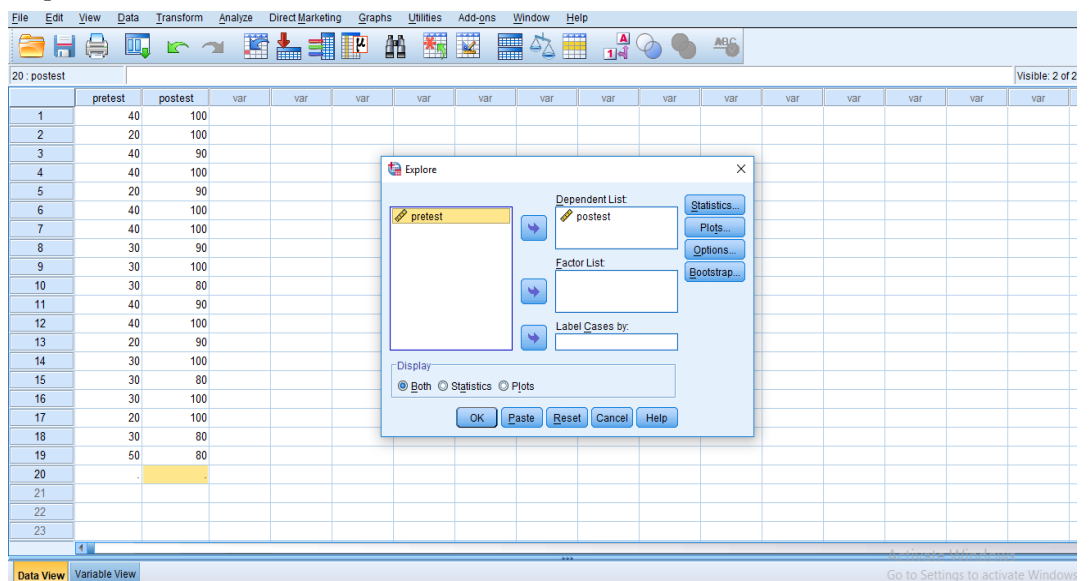 File Edit View Data Transform Analyze Direct Marketing Graphs Utilities Add-ons Window Help
20 : postest
Visible: 2 of 2
pretest postest var var var var var var var var var var var var var var
1 40 100
2 20 100
3 40 90
4 40 100
5 20 90
6 40 100
7 40 100
8 30 90
9 30 100
10 30 80
11 40 90
12 40 100
13 20 90
14 30 100
15 30 80
16 30 100
17 20 100
18 30 80
19 50 80
20 . .
21
22
23
Explore
pretest
Dependent List:
postest
Factor List:
Label Cases by:
Statistics...
Plots...
Options...
Bootstrap...
Display
Both Statistics Plots
OK Paste Reset Cancel Help
Data View Variable View
Activate Windows
Go to Settings to activate Windows